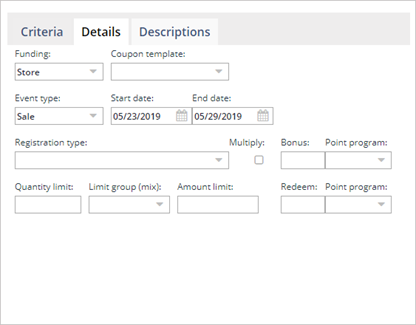 Criteria Details Descriptions
Funding: Coupon template:
Store
Event type: Start date: End date:
Sale 05/23/2019 05/29/2019
Registration type: Multiply: Bonus: Point program:
Quantity limit: Limit group (mix): Amount limit: Redeem: Point program: